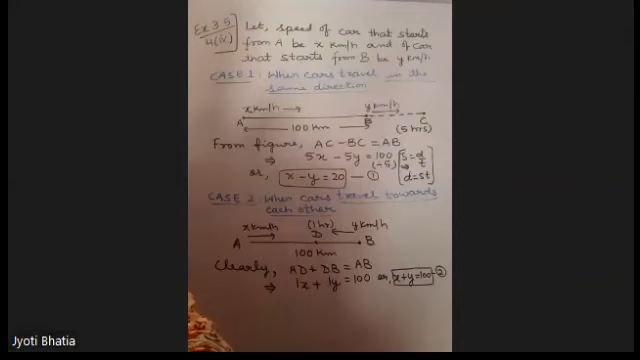 Ex 3.5
4(iv)
Let, speed of car that starts
from A be x km/h and of car
that starts from B be y km/h
CASE 1: When cars travel in the
same direction
x km/h → y km/h →
A B C
100 km (5 hrs)
From figure, AC - BC = AB
⇒ 5x - 5y = 100
(÷5)
or, x - y = 20 — ①
s = d/t
⇒
d = st
CASE 2: When cars travel towards
each other
x km/h → (1hr) ← y km/h
A D B
100 km
Clearly, AD + DB = AB
⇒ 1x + 1y = 100 or, x+y=100 - ②
Jyoti Bhatia